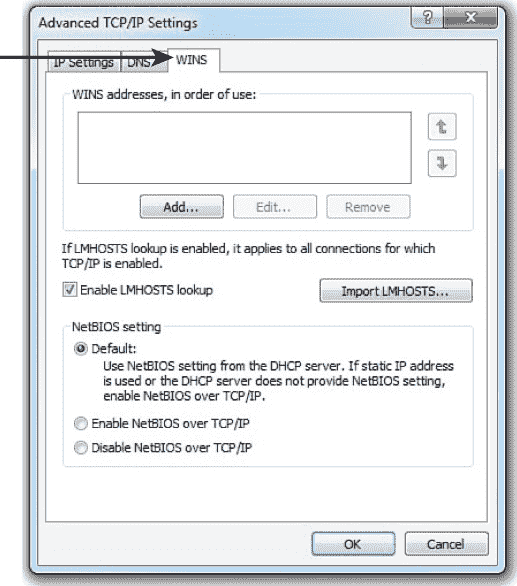 Advanced TCP/IP Settings
IP Settings DNS WINS
WINS addresses, in order of use:
Add... Edit... Remove
If LMHOSTS lookup is enabled, it applies to all connections for which
TCP/IP is enabled.
Enable LMHOSTS lookup Import LMHOSTS...
NetBIOS setting
Default:
Use NetBIOS setting from the DHCP server. If static IP address
is used or the DHCP server does not provide NetBIOS setting,
enable NetBIOS over TCP/IP.
Enable NetBIOS over TCP/IP
Disable NetBIOS over TCP/IP
OK Cancel